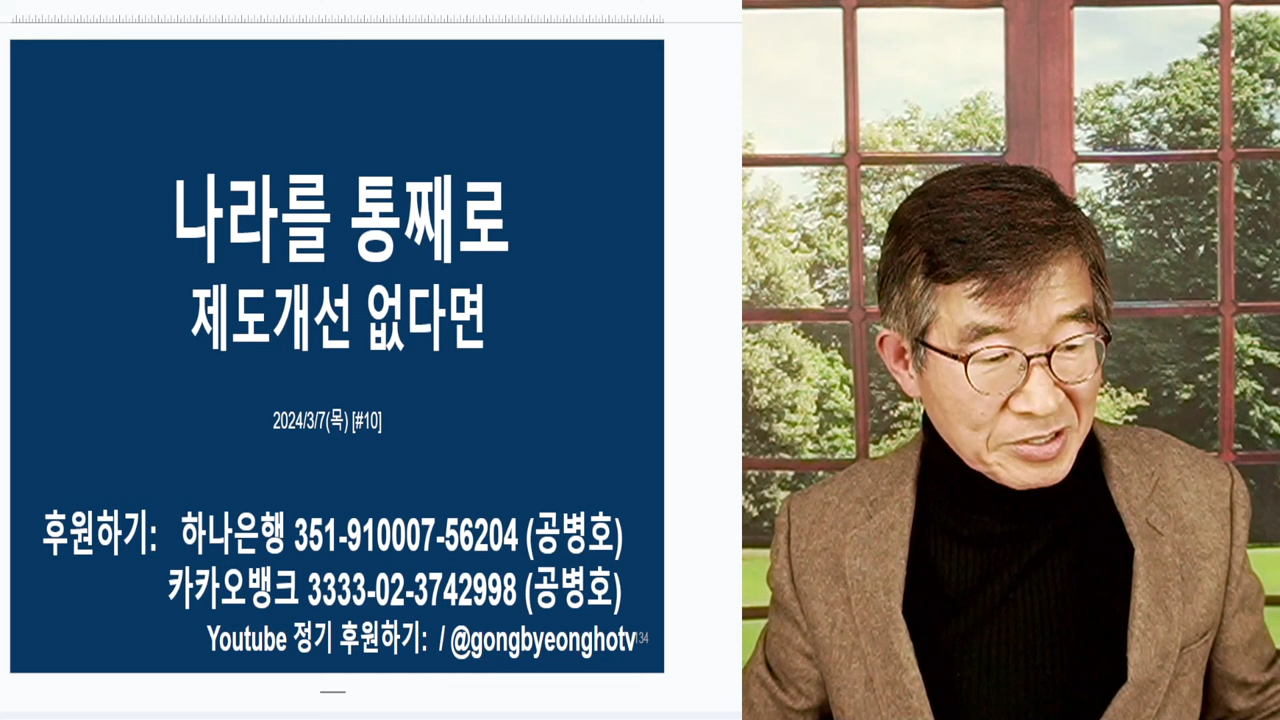 나라를 통째로
제도개선 없다면
2024/3/7(목) [#10]
후원하기: 하나은행 351-910007-56204 (공병호)
카카오뱅크 3333-02-3742998 (공병호)
Youtube 정기 후원하기: / @gongbyeonghotv
134